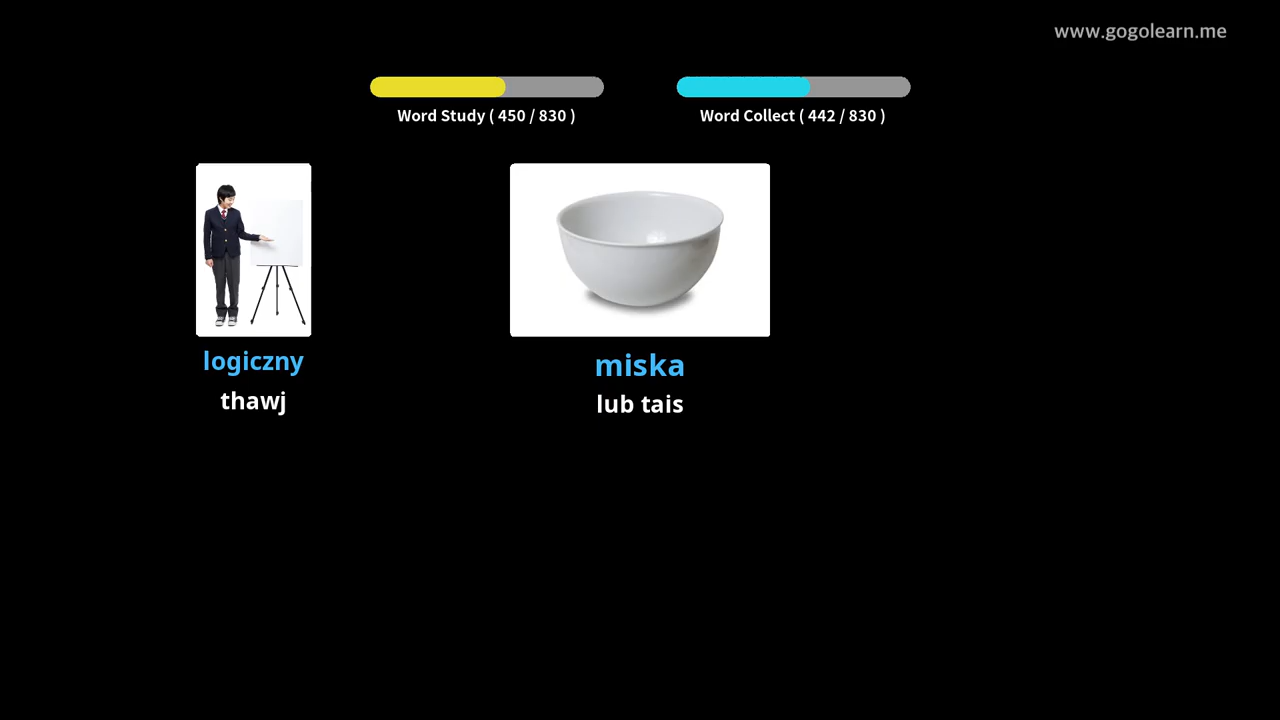 www.gogolearn.me
Word Study ( 450 / 830 )
Word Collect ( 442 / 830 )
logiczny
thawj
miska
lub tais